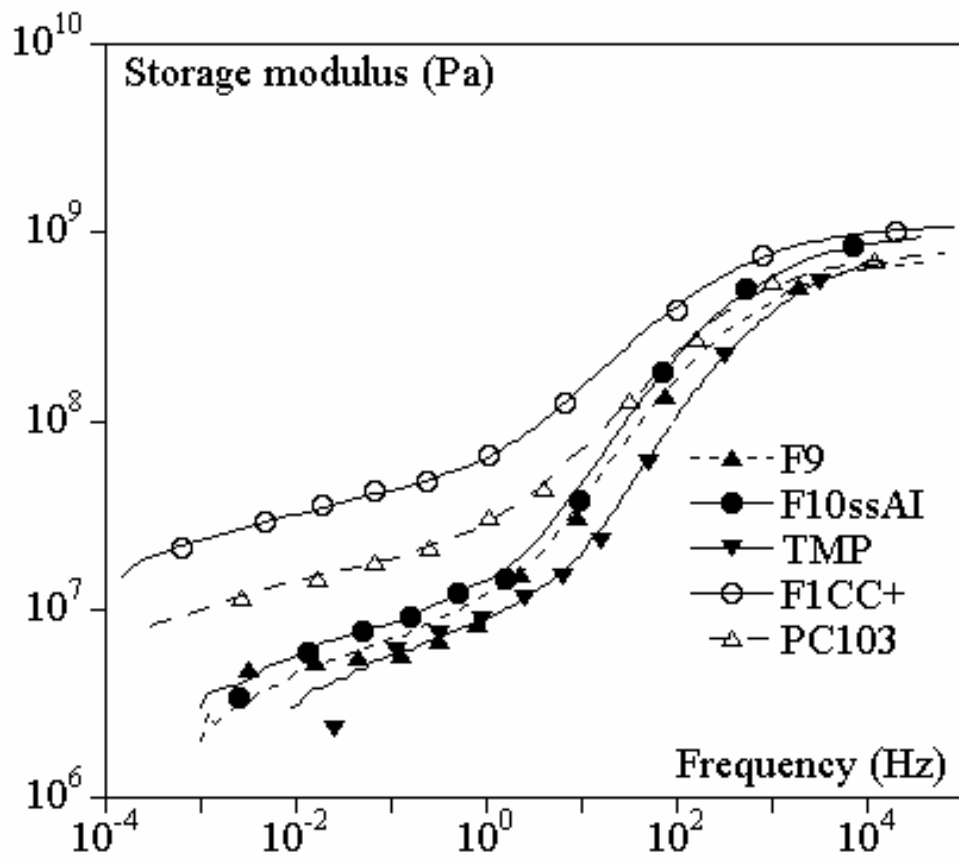 10^10
Storage modulus (Pa)
10^9
10^8
F9
F10ssAI
TMP
F1CC+
10^7
PC103
Frequency (Hz)
10^6
10^-4 10^-2 10^0 10^2 10^4